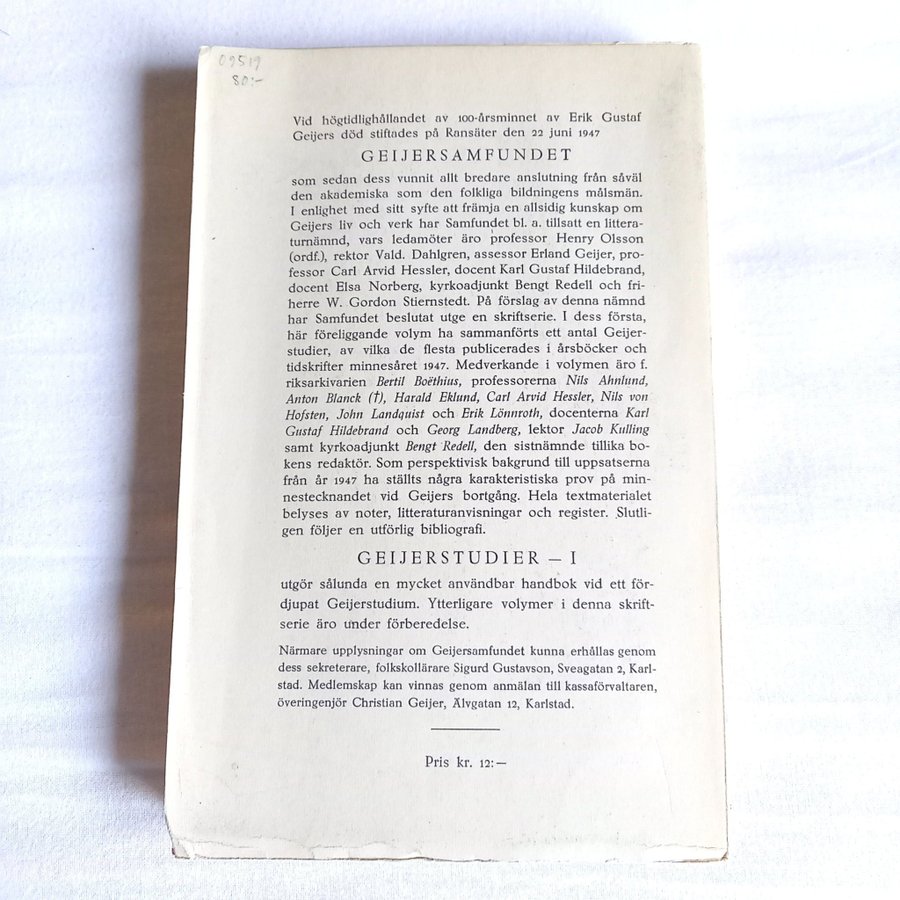 09519
80:-
Vid högtidlighållandet av 100-årsminnet av Erik Gustaf
Geijers död stiftades på Ransäter den 22 juni 1947
GEIJERSAMFUNDET
som sedan dess vunnit allt bredare anslutning från såväl
den akademiska som den folkliga bildningens målsmän.
I enlighet med sitt syfte att främja en allsidig kunskap om
Geijers liv och verk har Samfundet bl. a. tillsatt en littera-
turnämnd, vars ledamöter äro professor Henry Olsson
(ordf.), rektor Vald. Dahlgren, assessor Erland Geijer, pro-
fessor Carl Arvid Hessler, docent Karl Gustaf Hildebrand,
docent Elsa Norberg, kyrkoadjunkt Bengt Redell och fri-
herre W. Gordon Stiernstedt. På förslag av denna nämnd
har Samfundet beslutat utge en skriftserie. I dess första,
här föreliggande volym ha sammanförts ett antal Geijer-
studier, av vilka de flesta publicerades i årsböcker och
tidskrifter minnesåret 1947. Medverkande i volymen äro f.
riksarkivarien Bertil Boëthius, professorerna Nils Ahnlund,
Anton Blanck (†), Harald Eklund, Carl Arvid Hessler, Nils von
Hofsten, John Landquist och Erik Lönnroth, docenterna Karl
Gustaf Hildebrand och Georg Landberg, lektor Jacob Kulling
samt kyrkoadjunkt Bengt Redell, den sistnämnde tillika bo-
kens redaktör. Som perspektivisk bakgrund till uppsatserna
från år 1947 ha ställts några karakteristiska prov på min-
nestecknandet vid Geijers bortgång. Hela textmaterialet
belyses av noter, litteraturanvisningar och register. Slutli-
gen följer en utförlig bibliografi.
GEIJERSTUDIER — I
utgör sålunda en mycket användbar handbok vid ett för-
djupat Geijerstudium. Ytterligare volymer i denna skrift-
serie äro under förberedelse.
Närmare upplysningar om Geijersamfundet kunna erhållas genom
dess sekreterare, folkskollärare Sigurd Gustavson, Sveagatan 2, Karl-
stad. Medlemskap kan vinnas genom anmälan till kassaförvaltaren,
överingenjör Christian Geijer, Älvgatan 12, Karlstad.
Pris kr. 12:—